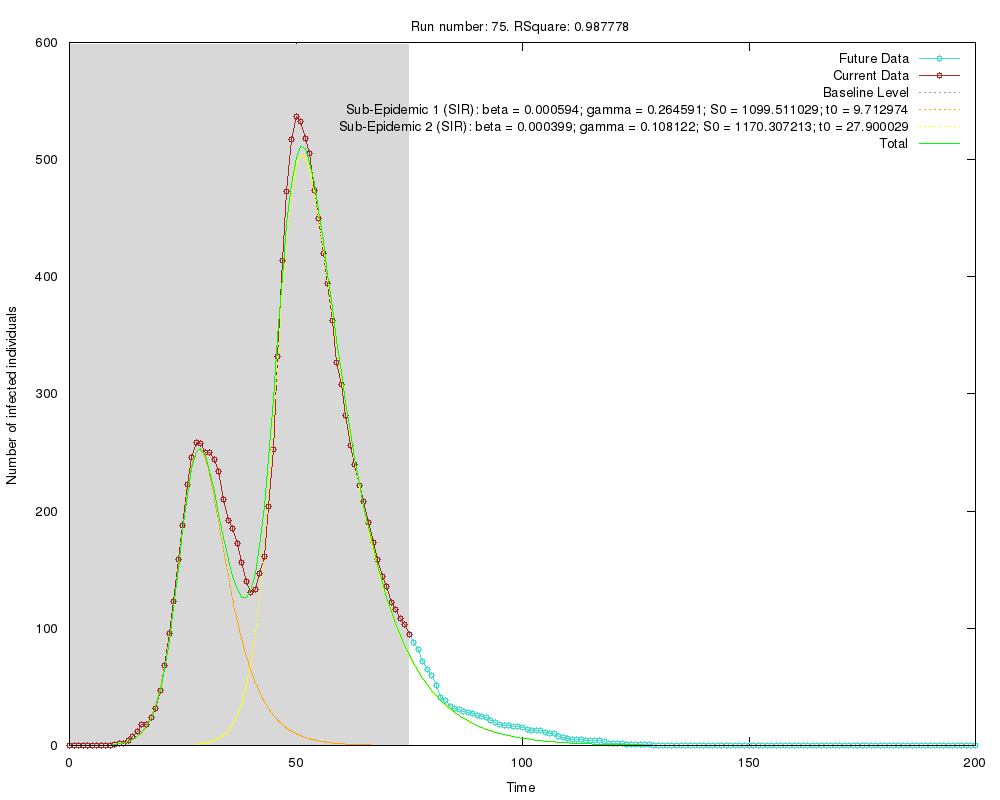 Run number: 75. RSquare: 0.987778
600
500
400
300
200
100
0
0
50
100
150
200
Number of infected individuals
Time
Future Data
Current Data
Baseline Level
Sub-Epidemic 1 (SIR): beta = 0.000594; gamma = 0.264591; S0 = 1099.511029; t0 = 9.712974
Sub-Epidemic 2 (SIR): beta = 0.000399; gamma = 0.108122; S0 = 1170.307213; t0 = 27.900029
Total